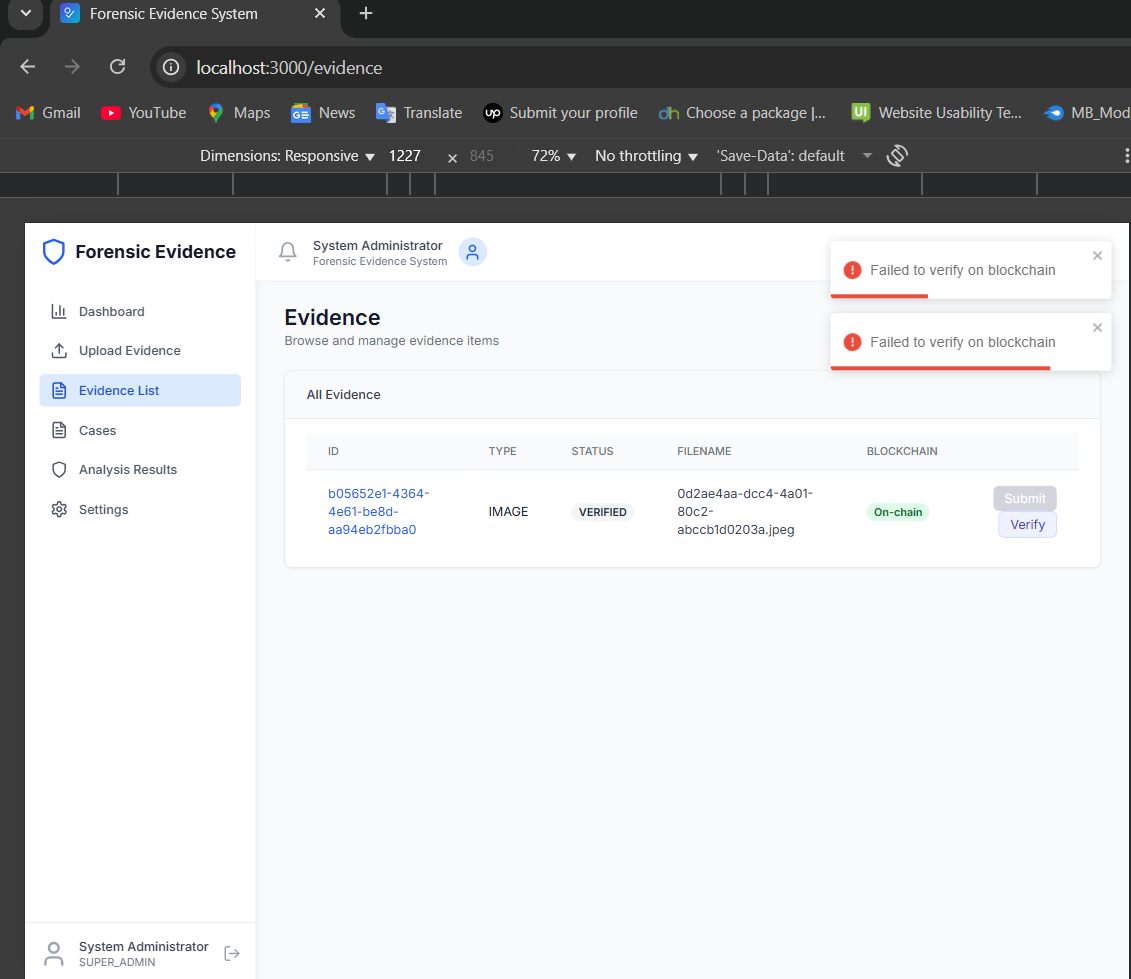 Forensic Evidence System
localhost:3000/evidence
Gmail
YouTube
Maps
News
Translate
up
Submit your profile
dh
Choose a package |...
UI
Website Usability Te...
MB_Mod
Dimensions: Responsive
1227
×
845
72%
No throttling
'Save-Data': default
Forensic Evidence
System Administrator
Forensic Evidence System
Failed to verify on blockchain
Failed to verify on blockchain
Dashboard
Upload Evidence
Evidence List
Cases
Analysis Results
Settings
Evidence
Browse and manage evidence items
All Evidence
ID
TYPE
STATUS
FILENAME
BLOCKCHAIN
b05652e1-4364-
4e61-be8d-
aa94eb2fbba0
IMAGE
VERIFIED
0d2ae4aa-dcc4-4a01-
80c2-
abccb1d0203a.jpeg
On-chain
Submit
Verify
System Administrator
SUPER_ADMIN